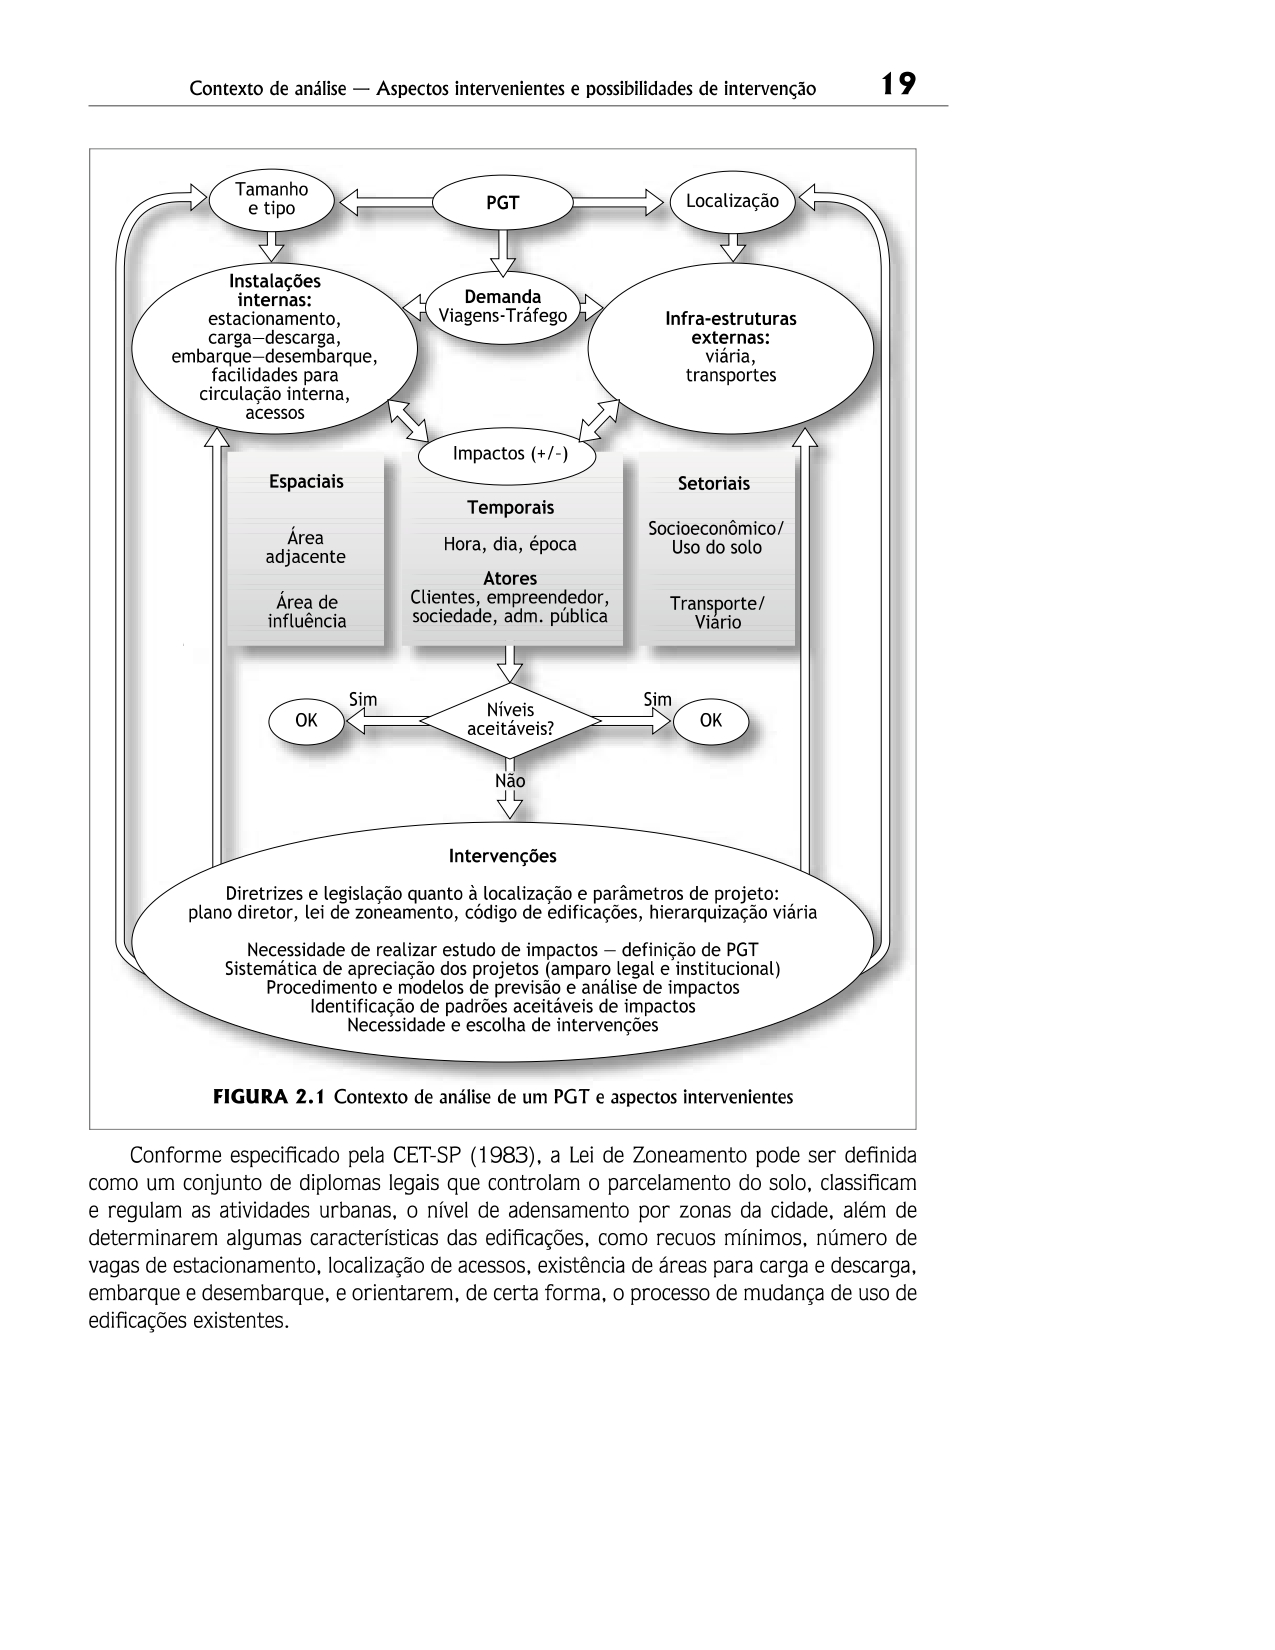 Contexto de análise — Aspectos intervenientes e possibilidades de intervenção 19
Tamanho
e tipo
PGT
Localização
Instalações
internas:
estacionamento,
carga—descarga,
embarque—desembarque,
facilidades para
circulação interna,
acessos
Demanda
Viagens-Tráfego
Infra-estruturas
externas:
viária,
transportes
Impactos (+/-)
Espaciais
Área
adjacente
Área de
influência
Temporais
Hora, dia, época
Atores
Clientes, empreendedor,
sociedade, adm. pública
Setoriais
Socioeconômico/
Uso do solo
Transporte/
Viário
Sim
Sim
OK
Níveis
aceitáveis?
OK
Não
Intervenções
Diretrizes e legislação quanto à localização e parâmetros de projeto:
plano diretor, lei de zoneamento, código de edificações, hierarquização viária
Necessidade de realizar estudo de impactos — definição de PGT
Sistemática de apreciação dos projetos (amparo legal e institucional)
Procedimento e modelos de previsão e análise de impactos
Identificação de padrões aceitáveis de impactos
Necessidade e escolha de intervenções
FIGURA 2.1 Contexto de análise de um PGT e aspectos intervenientes
Conforme especificado pela CET-SP (1983), a Lei de Zoneamento pode ser definida
como um conjunto de diplomas legais que controlam o parcelamento do solo, classificam
e regulam as atividades urbanas, o nível de adensamento por zonas da cidade, além de
determinarem algumas características das edificações, como recuos mínimos, número de
vagas de estacionamento, localização de acessos, existência de áreas para carga e descarga,
embarque e desembarque, e orientarem, de certa forma, o processo de mudança de uso de
edificações existentes.